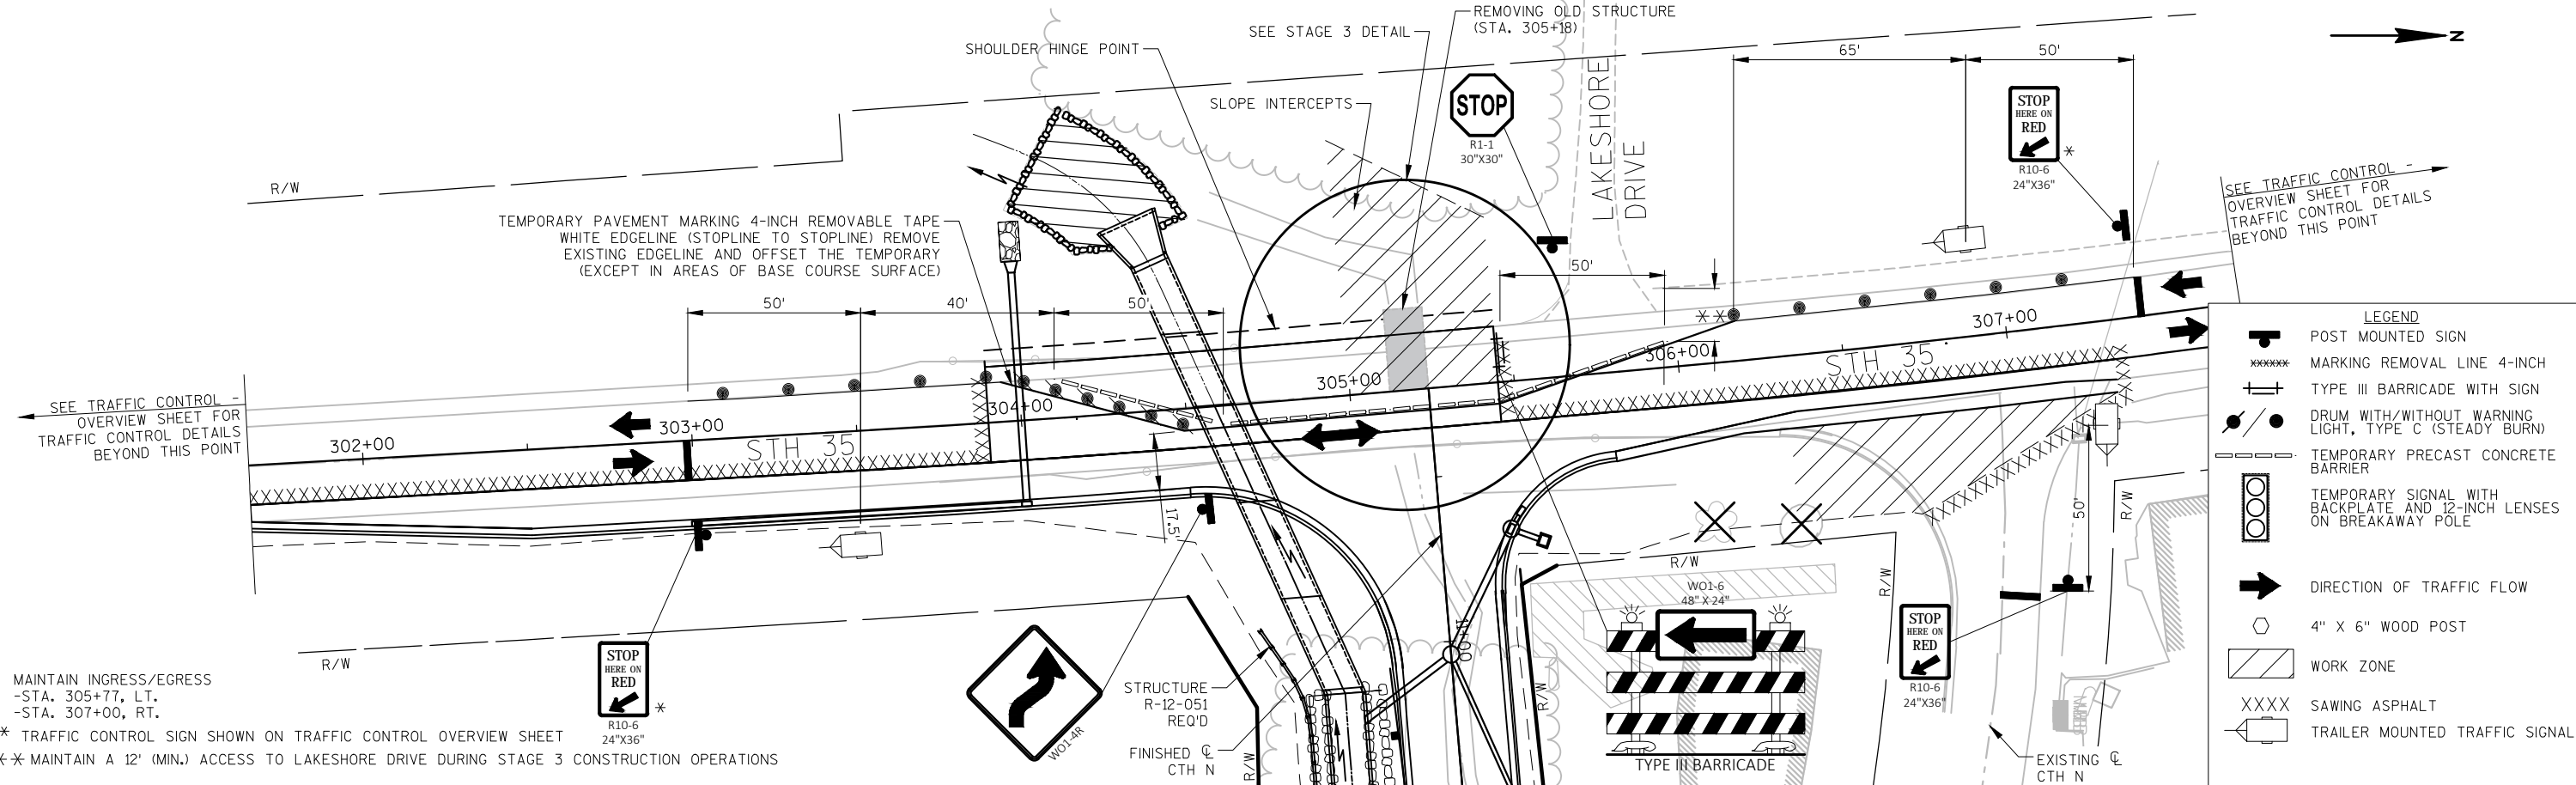 REMOVING OLD STRUCTURE
(STA. 305+18)
SEE STAGE 3 DETAIL
SHOULDER HINGE POINT
SLOPE INTERCEPTS
STOP
R1-1
30"X30"
LAKESHORE
DRIVE
65'
50'
N
STOP
HERE ON
RED
*
R10-6
24"X36"
SEE TRAFFIC CONTROL -
OVERVIEW SHEET FOR
TRAFFIC CONTROL DETAILS
BEYOND THIS POINT
R/W
TEMPORARY PAVEMENT MARKING 4-INCH REMOVABLE TAPE
WHITE EDGELINE (STOPLINE TO STOPLINE) REMOVE
EXISTING EDGELINE AND OFFSET THE TEMPORARY
(EXCEPT IN AREAS OF BASE COURSE SURFACE)
50'
40'
50'
50'
**
SEE TRAFFIC CONTROL -
OVERVIEW SHEET FOR
TRAFFIC CONTROL DETAILS
BEYOND THIS POINT
302+00
303+00
STH 35
304+00
305+00
306+00
STH 35
307+00
17.5'
50'
R/W
R/W
R/W
R/W
R/W
R/W
11+00
STOP
HERE ON
RED
*
R10-6
24"X36"
WO1-4R
STRUCTURE
R-12-051
REQ'D
FINISHED ℄
CTH N
WO1-6
48" X 24"
TYPE III BARRICADE
STOP
HERE ON
RED
R10-6
24"X36"
EXISTING ℄
CTH N
MAINTAIN INGRESS/EGRESS
-STA. 305+77, LT.
-STA. 307+00, RT.
* TRAFFIC CONTROL SIGN SHOWN ON TRAFFIC CONTROL OVERVIEW SHEET
** MAINTAIN A 12' (MIN.) ACCESS TO LAKESHORE DRIVE DURING STAGE 3 CONSTRUCTION OPERATIONS
LEGEND
POST MOUNTED SIGN
MARKING REMOVAL LINE 4-INCH
TYPE III BARRICADE WITH SIGN
DRUM WITH/WITHOUT WARNING
LIGHT, TYPE C (STEADY BURN)
TEMPORARY PRECAST CONCRETE
BARRIER
TEMPORARY SIGNAL WITH
BACKPLATE AND 12-INCH LENSES
ON BREAKAWAY POLE
DIRECTION OF TRAFFIC FLOW
4" X 6" WOOD POST
WORK ZONE
XXXX SAWING ASPHALT
TRAILER MOUNTED TRAFFIC SIGNAL